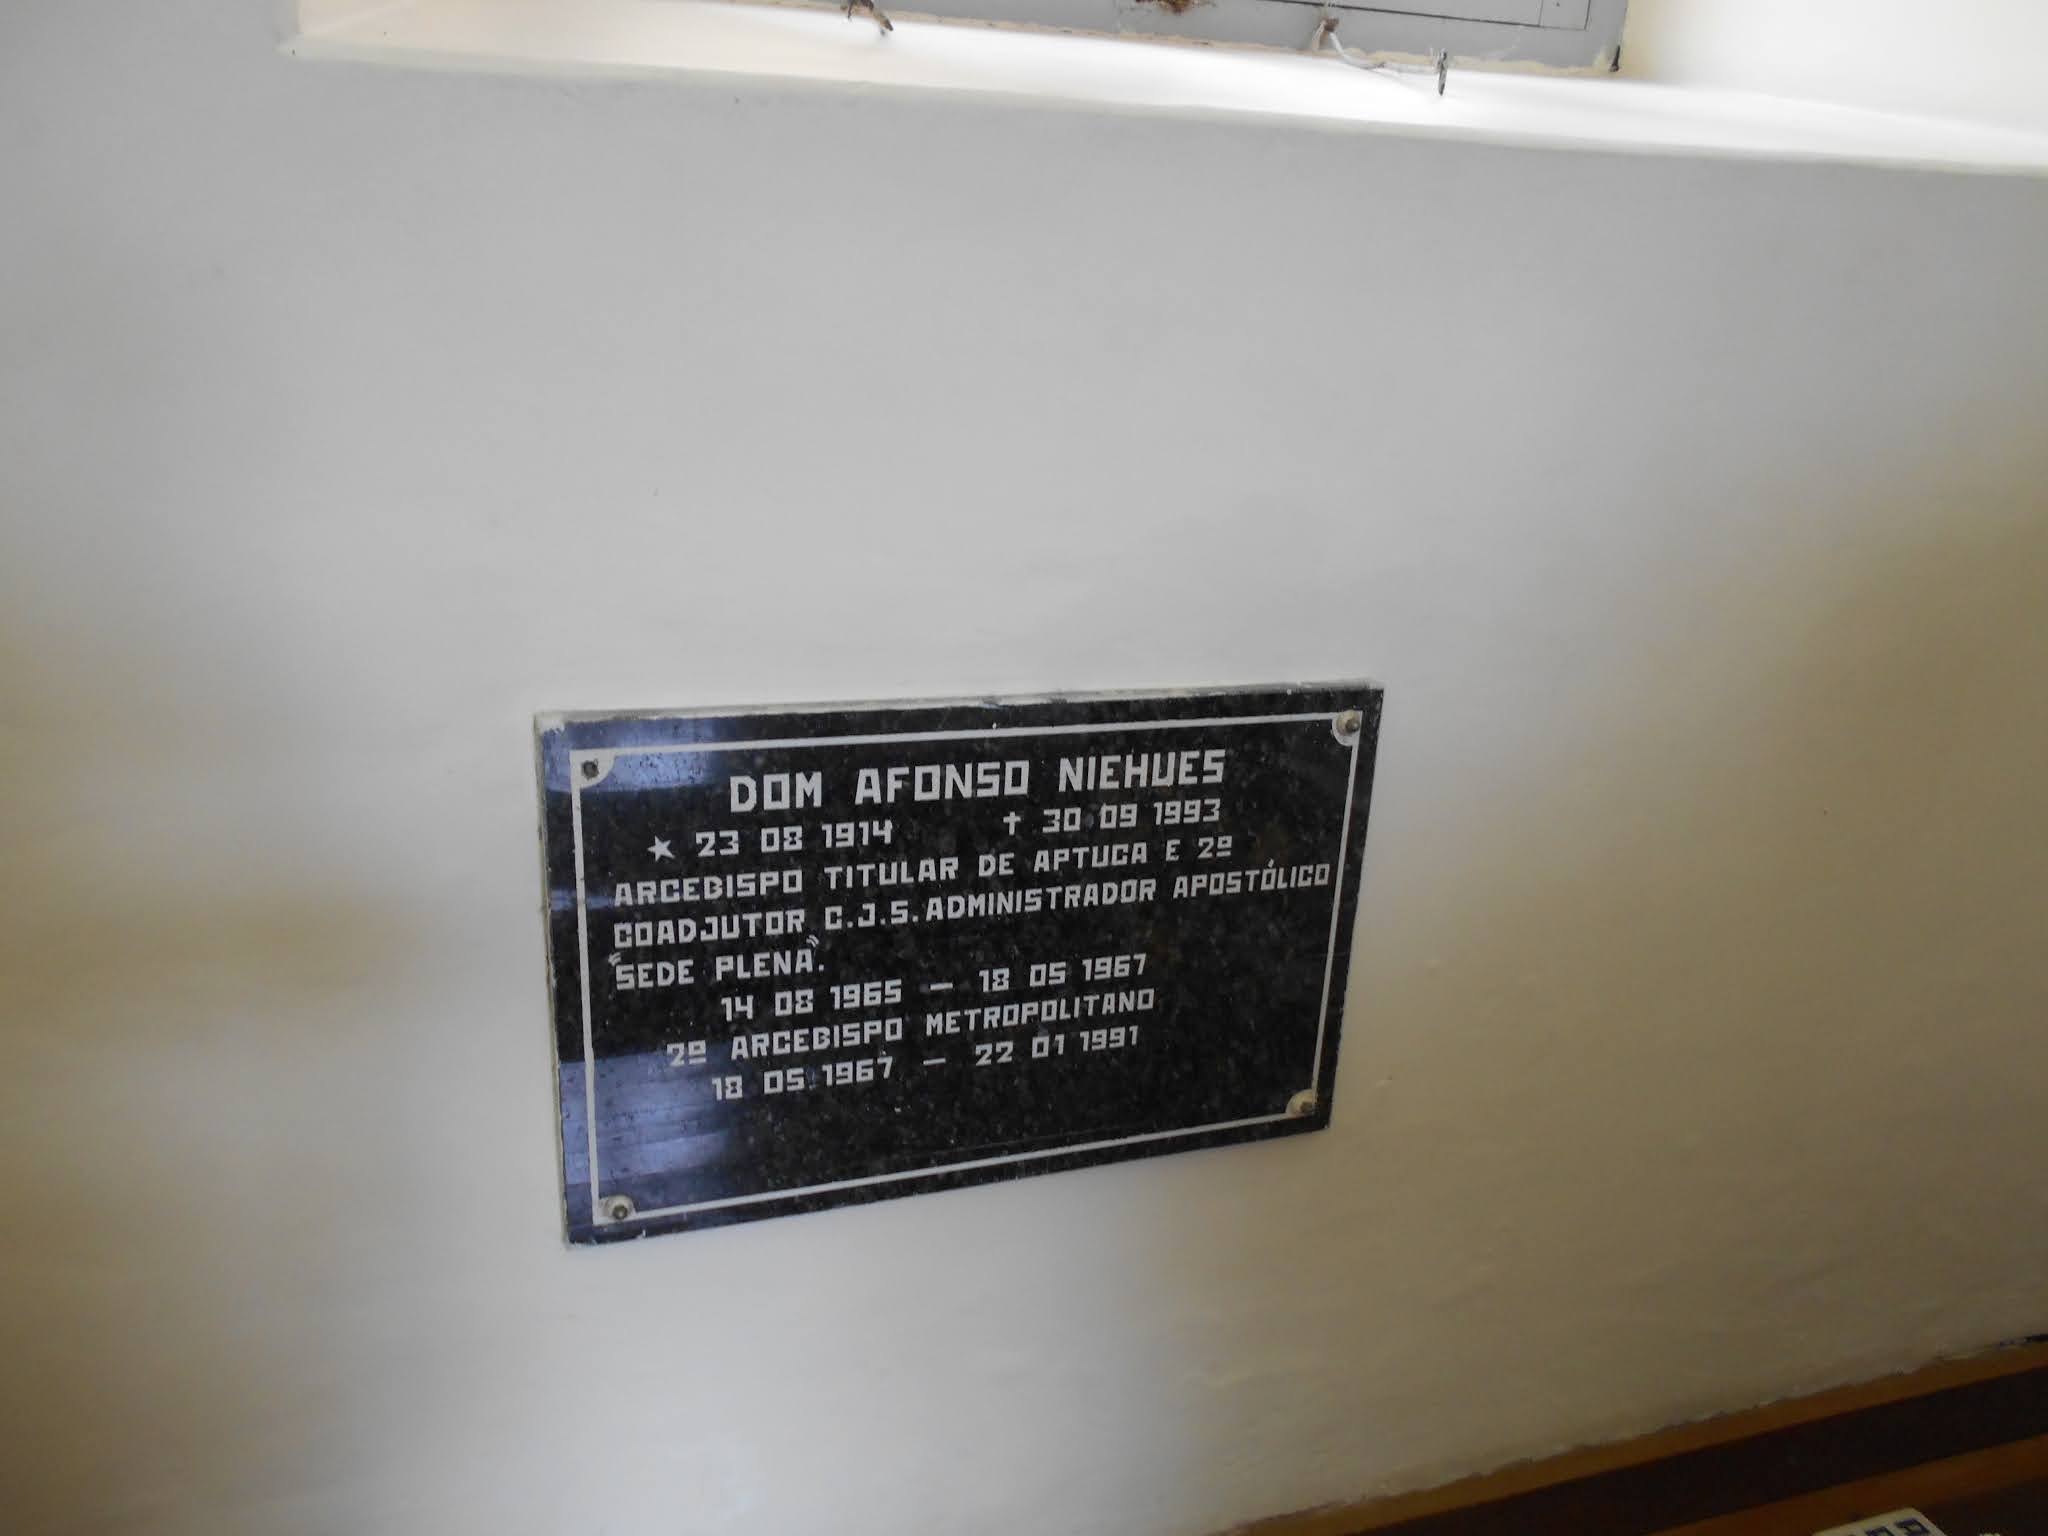 DOM AFONSO NIEHUES
★ 23 08 1914 ✝ 30 09 1993
ARCEBISPO TITULAR DE APTUCA E 2º
COADJUTOR C.J.S. ADMINISTRADOR APOSTÓLICO
"SEDE PLENA".
14 08 1965 – 18 05 1967
2º ARCEBISPO METROPOLITANO
18 05 1967 – 22 01 1991